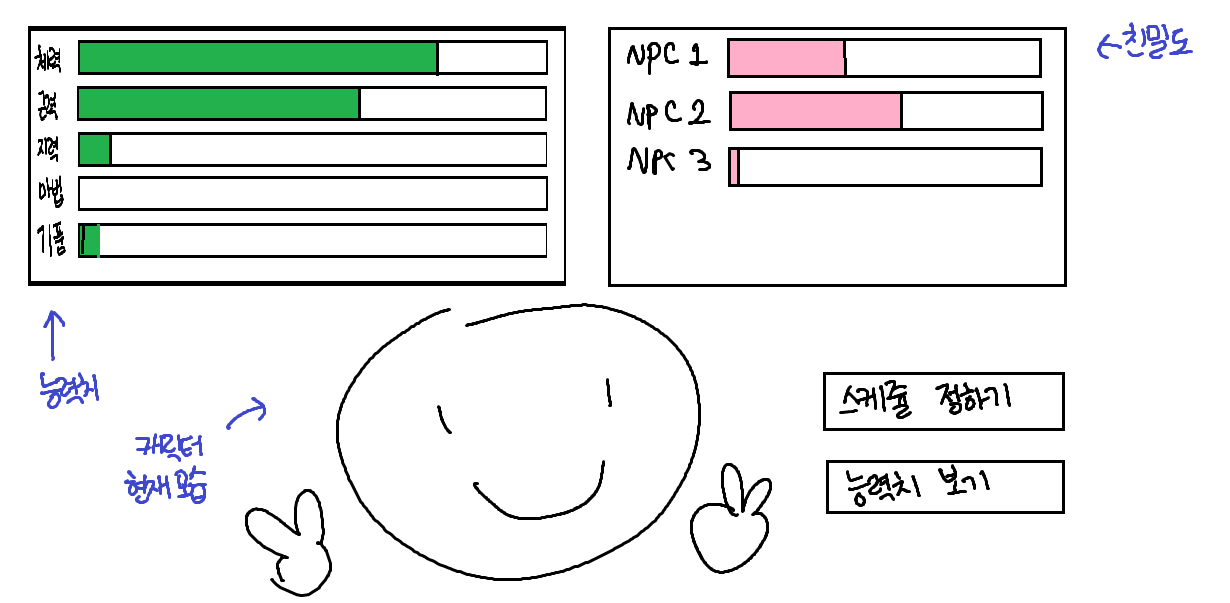 체력
근력
지력
마법
기품
NPC 1
NPC 2
NPC 3
←친밀도
능력치
캐릭터
현재 모습
스케쥴 정하기
능력치 보기